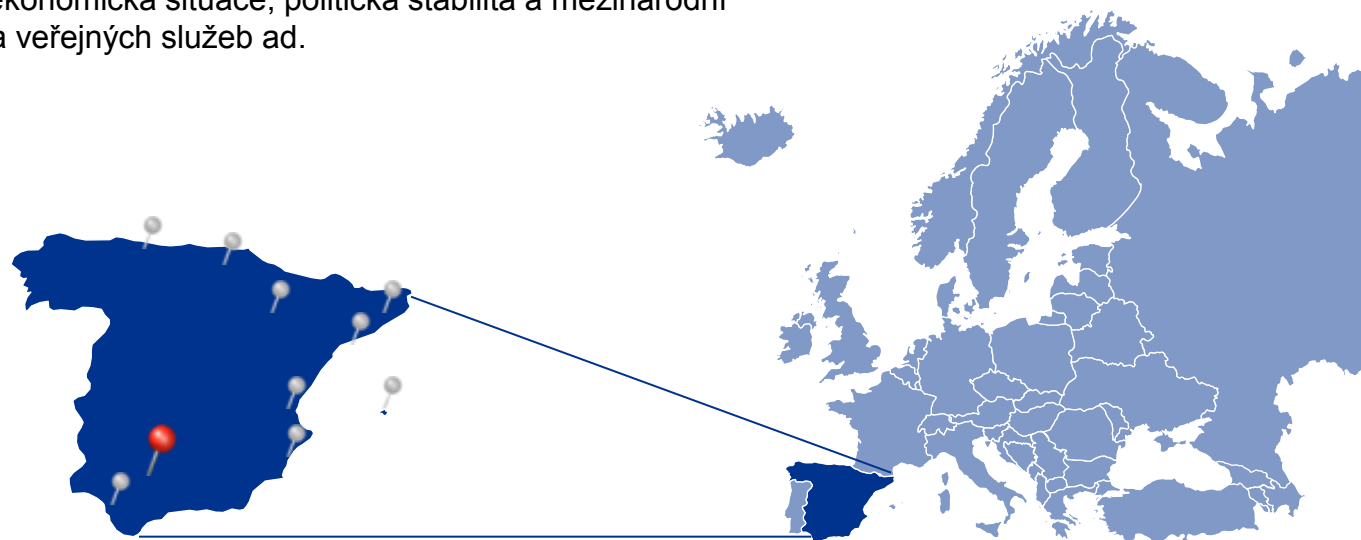 ekonomická situace, politická stabilita a mezinárodní
a veřejných služeb ad.